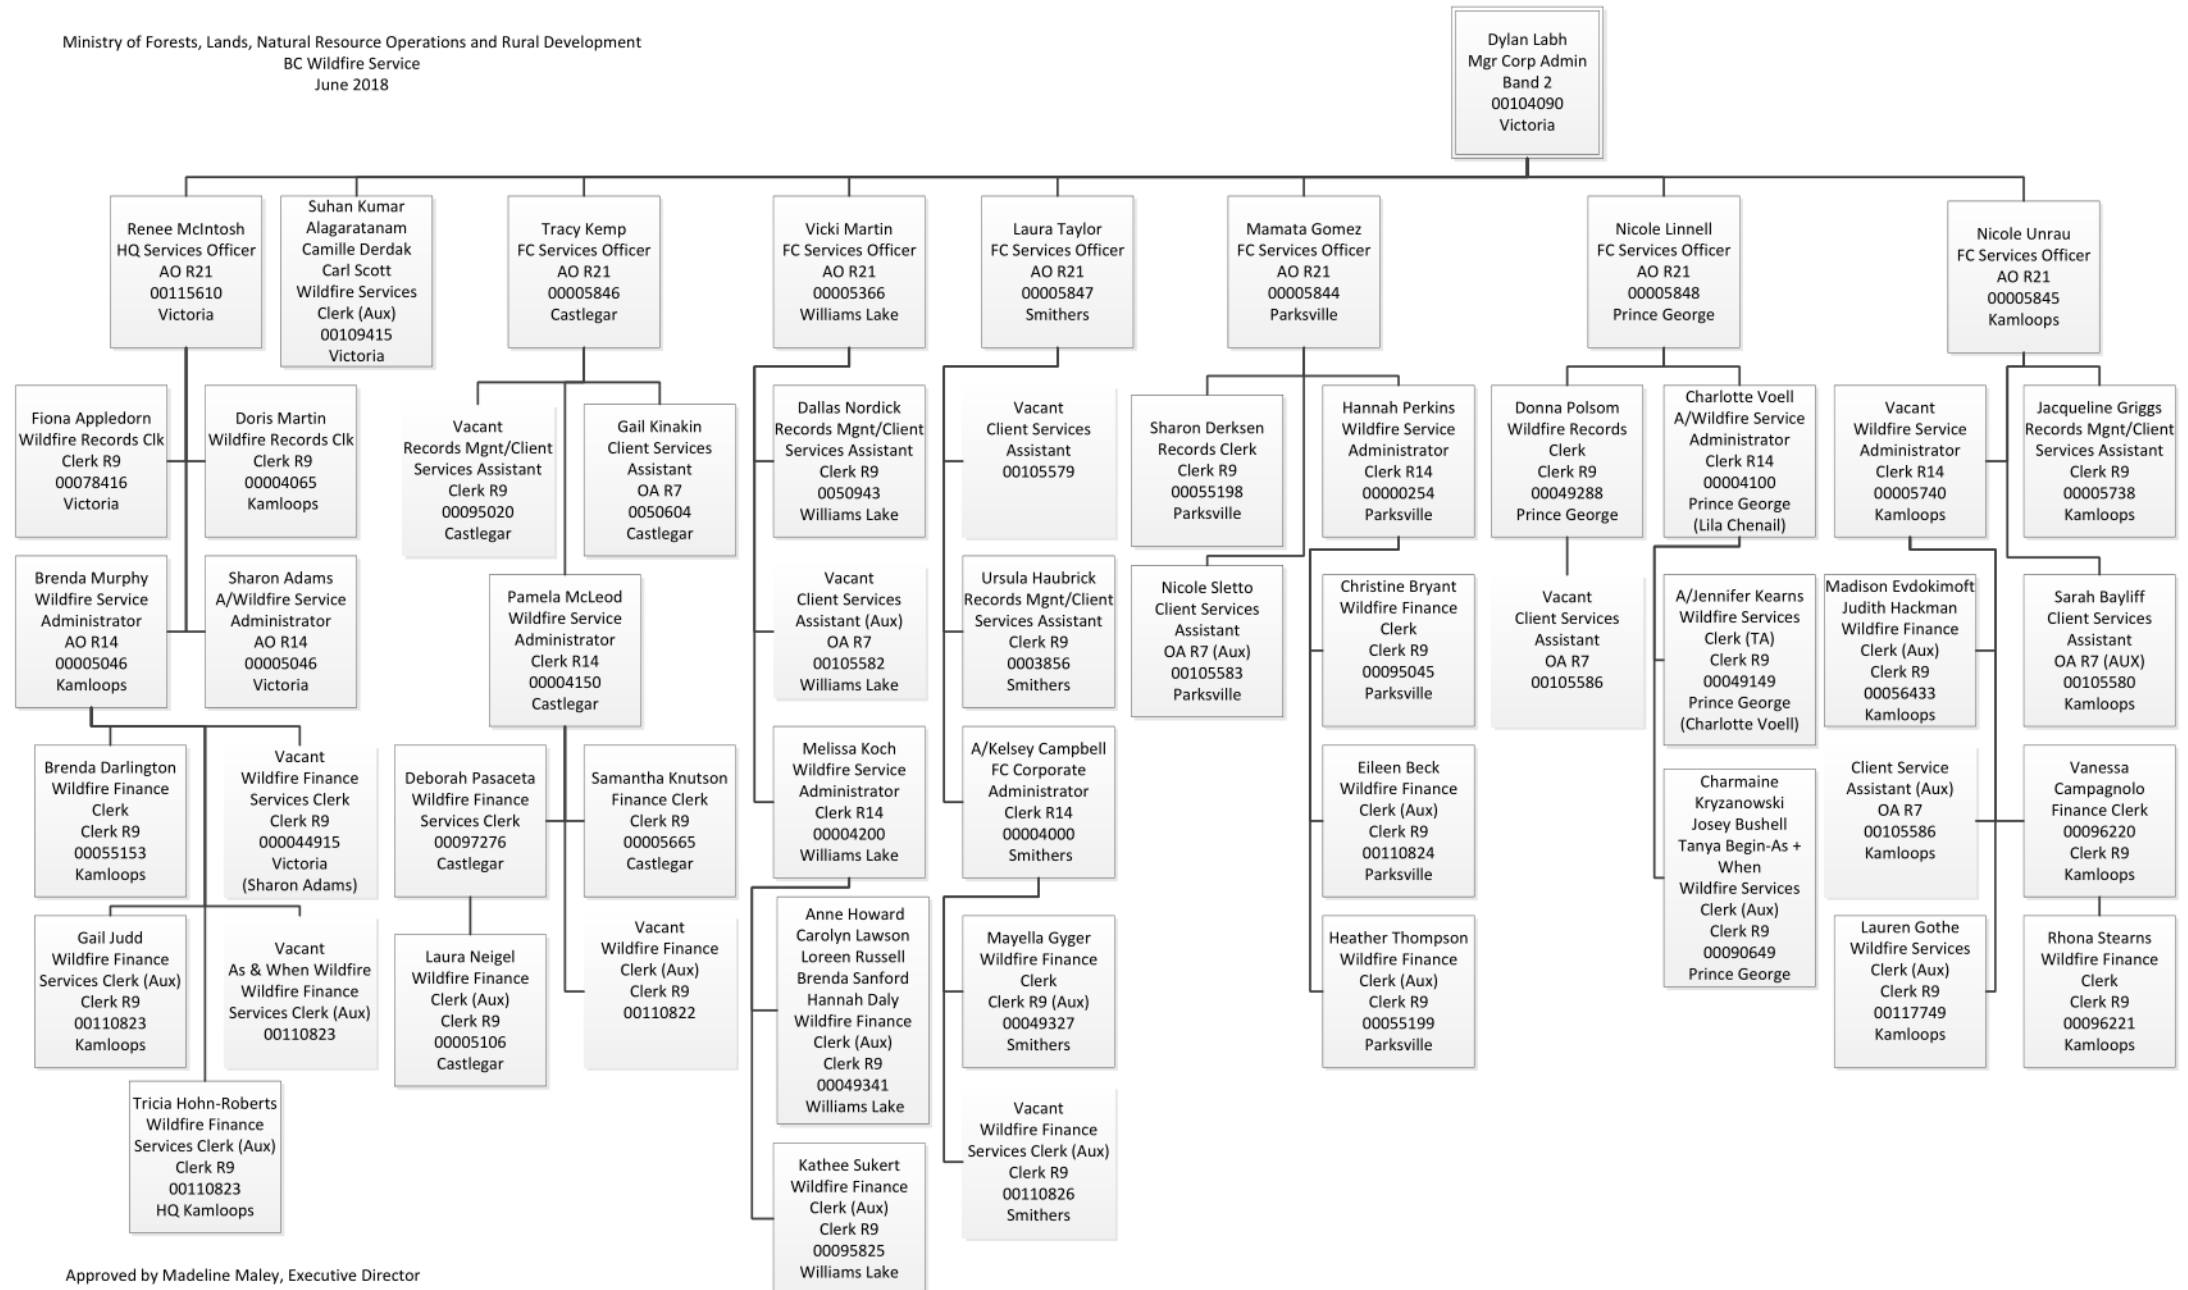 Ministry of Forests, Lands, Natural Resource Operations and Rural Development
BC Wildfire Service
June 2018
Dylan Labh
Mgr Corp Admin
Band 2
00104090
Victoria
Renee McIntosh
HQ Services Officer
AO R21
00115610
Victoria
Suhan Kumar
Alagaratanam
Camille Derdak
Carl Scott
Wildfire Services
Clerk (Aux)
00109415
Victoria
Tracy Kemp
FC Services Officer
AO R21
00005846
Castlegar
Vicki Martin
FC Services Officer
AO R21
00005366
Williams Lake
Laura Taylor
FC Services Officer
AO R21
00005847
Smithers
Mamata Gomez
FC Services Officer
AO R21
00005844
Parksville
Nicole Linnell
FC Services Officer
AO R21
00005848
Prince George
Nicole Unrau
FC Services Officer
AO R21
00005845
Kamloops
Fiona Appledorn
Wildfire Records Clk
Clerk R9
00078416
Victoria
Doris Martin
Wildfire Records Clk
Clerk R9
00004065
Kamloops
Vacant
Records Mgnt/Client
Services Assistant
Clerk R9
00095020
Castlegar
Gail Kinakin
Client Services
Assistant
OA R7
0050604
Castlegar
Dallas Nordick
Records Mgnt/Client
Services Assistant
Clerk R9
0050943
Williams Lake
Vacant
Client Services
Assistant
00105579
Sharon Derksen
Records Clerk
Clerk R9
00055198
Parksville
Hannah Perkins
Wildfire Service
Administrator
Clerk R14
00000254
Parksville
Donna Polsom
Wildfire Records
Clerk
Clerk R9
00049288
Prince George
Charlotte Voell
A/Wildfire Service
Administrator
Clerk R14
00004100
Prince George
(Lila Chenail)
Vacant
Wildfire Service
Administrator
Clerk R14
00005740
Kamloops
Jacqueline Griggs
Records Mgnt/Client
Services Assistant
Clerk R9
00005738
Kamloops
Brenda Murphy
Wildfire Service
Administrator
AO R14
00005046
Kamloops
Sharon Adams
A/Wildfire Service
Administrator
AO R14
00005046
Victoria
Pamela McLeod
Wildfire Service
Administrator
Clerk R14
00004150
Castlegar
Vacant
Client Services
Assistant (Aux)
OA R7
00105582
Williams Lake
Ursula Haubrick
Records Mgnt/Client
Services Assistant
Clerk R9
0003856
Smithers
Nicole Sletto
Client Services
Assistant
OA R7 (Aux)
00105583
Parksville
Christine Bryant
Wildfire Finance
Clerk
Clerk R9
00095045
Parksville
Vacant
Client Services
Assistant
OA R7
00105586
A/Jennifer Kearns
Wildfire Services
Clerk (TA)
Clerk R9
00049149
Prince George
(Charlotte Voell)
Madison Evdokimoft
Judith Hackman
Wildfire Finance
Clerk (Aux)
Clerk R9
00056433
Kamloops
Sarah Bayliff
Client Services
Assistant
OA R7 (AUX)
00105580
Kamloops
Brenda Darlington
Wildfire Finance
Clerk
Clerk R9
00055153
Kamloops
Vacant
Wildfire Finance
Services Clerk
Clerk R9
000044915
Victoria
(Sharon Adams)
Deborah Pasaceta
Wildfire Finance
Services Clerk
00097276
Castlegar
Samantha Knutson
Finance Clerk
Clerk R9
00005665
Castlegar
Melissa Koch
Wildfire Service
Administrator
Clerk R14
00004200
Williams Lake
A/Kelsey Campbell
FC Corporate
Administrator
Clerk R14
00004000
Smithers
Eileen Beck
Wildfire Finance
Clerk (Aux)
Clerk R9
00110824
Parksville
Charmaine
Kryzanowski
Josey Bushell
Tanya Begin-As +
When
Wildfire Services
Clerk (Aux)
Clerk R9
00090649
Prince George
Client Service
Assistant (Aux)
OA R7
00105586
Kamloops
Vanessa
Campagnolo
Finance Clerk
00096220
Clerk R9
Kamloops
Gail Judd
Wildfire Finance
Services Clerk (Aux)
Clerk R9
00110823
Kamloops
Vacant
As & When Wildfire
Wildfire Finance
Services Clerk (Aux)
00110823
Laura Neigel
Wildfire Finance
Clerk (Aux)
Clerk R9
00005106
Castlegar
Vacant
Wildfire Finance
Clerk (Aux)
Clerk R9
00110822
Anne Howard
Carolyn Lawson
Loreen Russell
Brenda Sanford
Hannah Daly
Wildfire Finance
Clerk (Aux)
Clerk R9
00049341
Williams Lake
Mayella Gyger
Wildfire Finance
Clerk
Clerk R9 (Aux)
00049327
Smithers
Heather Thompson
Wildfire Finance
Clerk (Aux)
Clerk R9
00055199
Parksville
Lauren Gothe
Wildfire Services
Clerk (Aux)
Clerk R9
00117749
Kamloops
Rhona Stearns
Wildfire Finance
Clerk
Clerk R9
00096221
Kamloops
Tricia Hohn-Roberts
Wildfire Finance
Services Clerk (Aux)
Clerk R9
00110823
HQ Kamloops
Kathee Sukert
Wildfire Finance
Clerk (Aux)
Clerk R9
00095825
Williams Lake
Vacant
Wildfire Finance
Services Clerk (Aux)
Clerk R9
00110826
Smithers
Approved by Madeline Maley, Executive Director